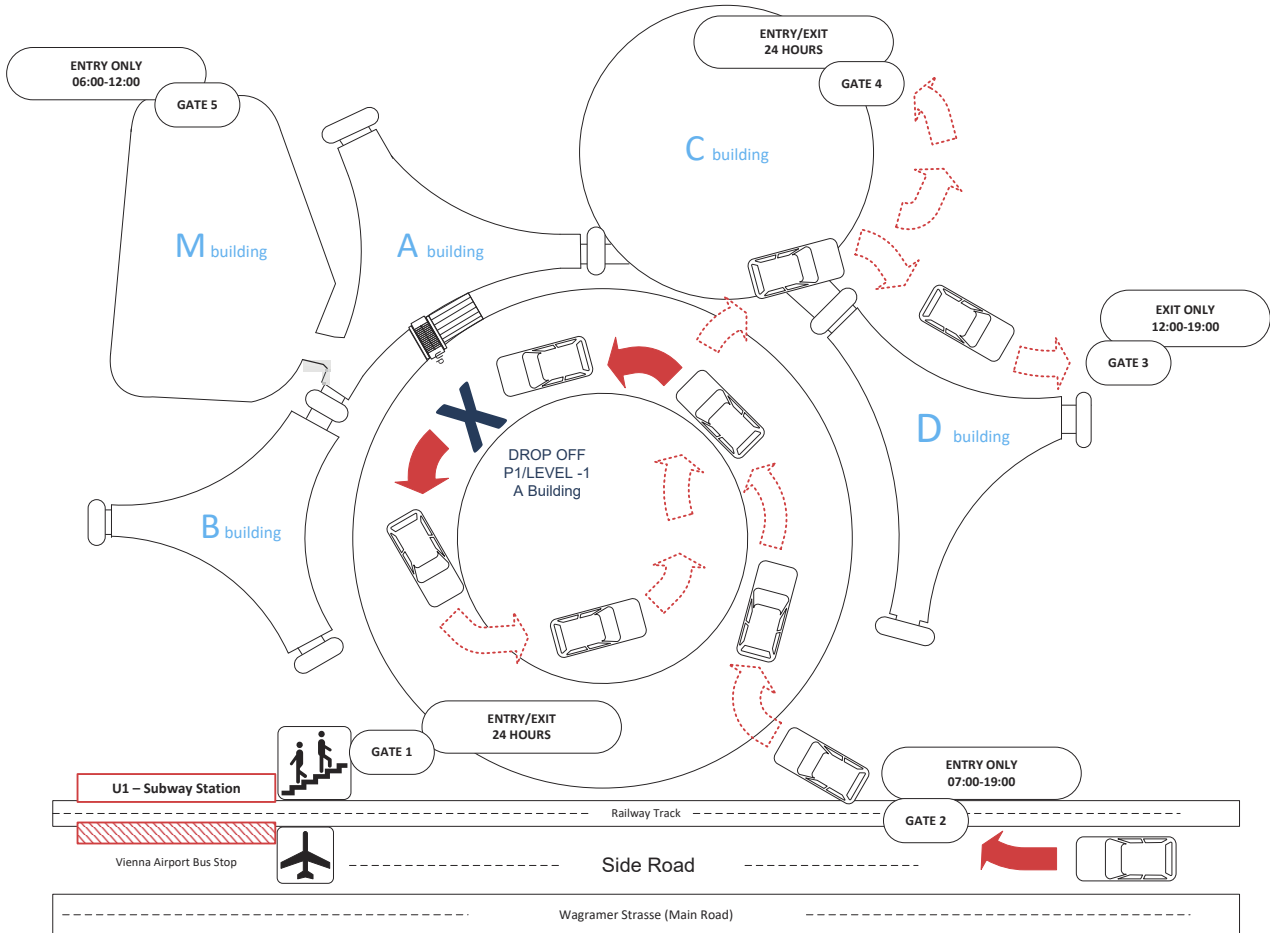 ENTRY/EXIT
24 HOURS
GATE 4
ENTRY ONLY
06:00-12:00
GATE 5
C building
M building
A building
EXIT ONLY
12:00-19:00
GATE 3
D building
DROP OFF
P1/LEVEL -1
A Building
B building
ENTRY/EXIT
24 HOURS
GATE 1
ENTRY ONLY
07:00-19:00
GATE 2
U1 – Subway Station
Railway Track
Vienna Airport Bus Stop
Side Road
Wagramer Strasse (Main Road)